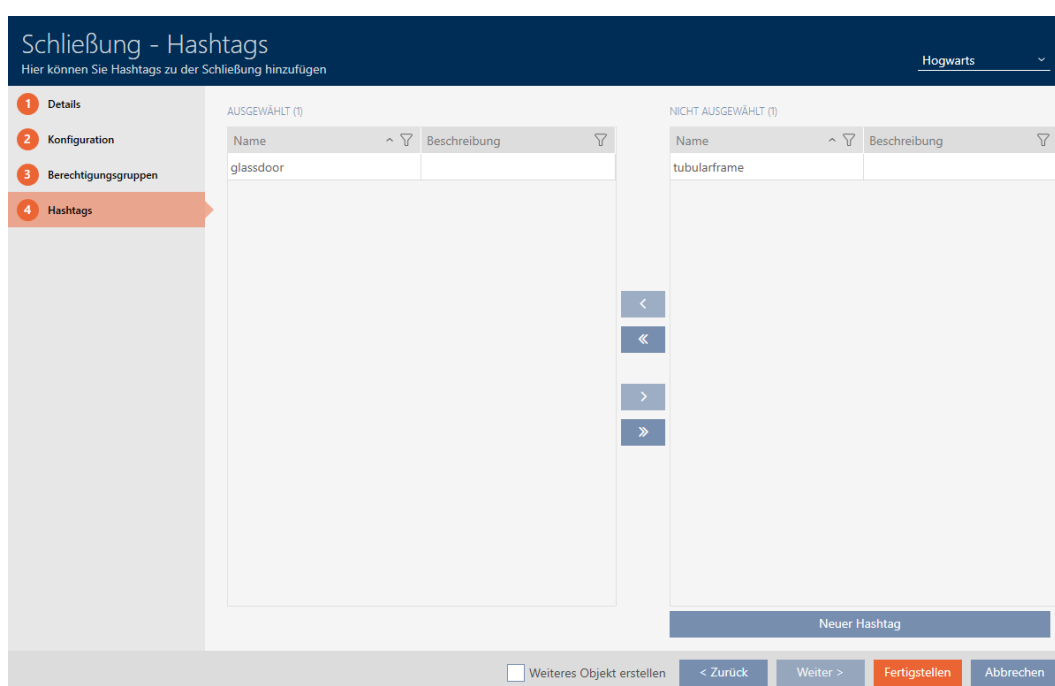 Schließung - Hashtags
Hier können Sie Hashtags zu der Schließung hinzufügen
Hogwarts
1 Details
2 Konfiguration
3 Berechtigungsgruppen
4 Hashtags
AUSGEWÄHLT (1)
Name Beschreibung
glassdoor
NICHT AUSGEWÄHLT (1)
Name Beschreibung
tubularframe
Neuer Hashtag
Weiteres Objekt erstellen < Zurück Weiter > Fertigstellen Abbrechen